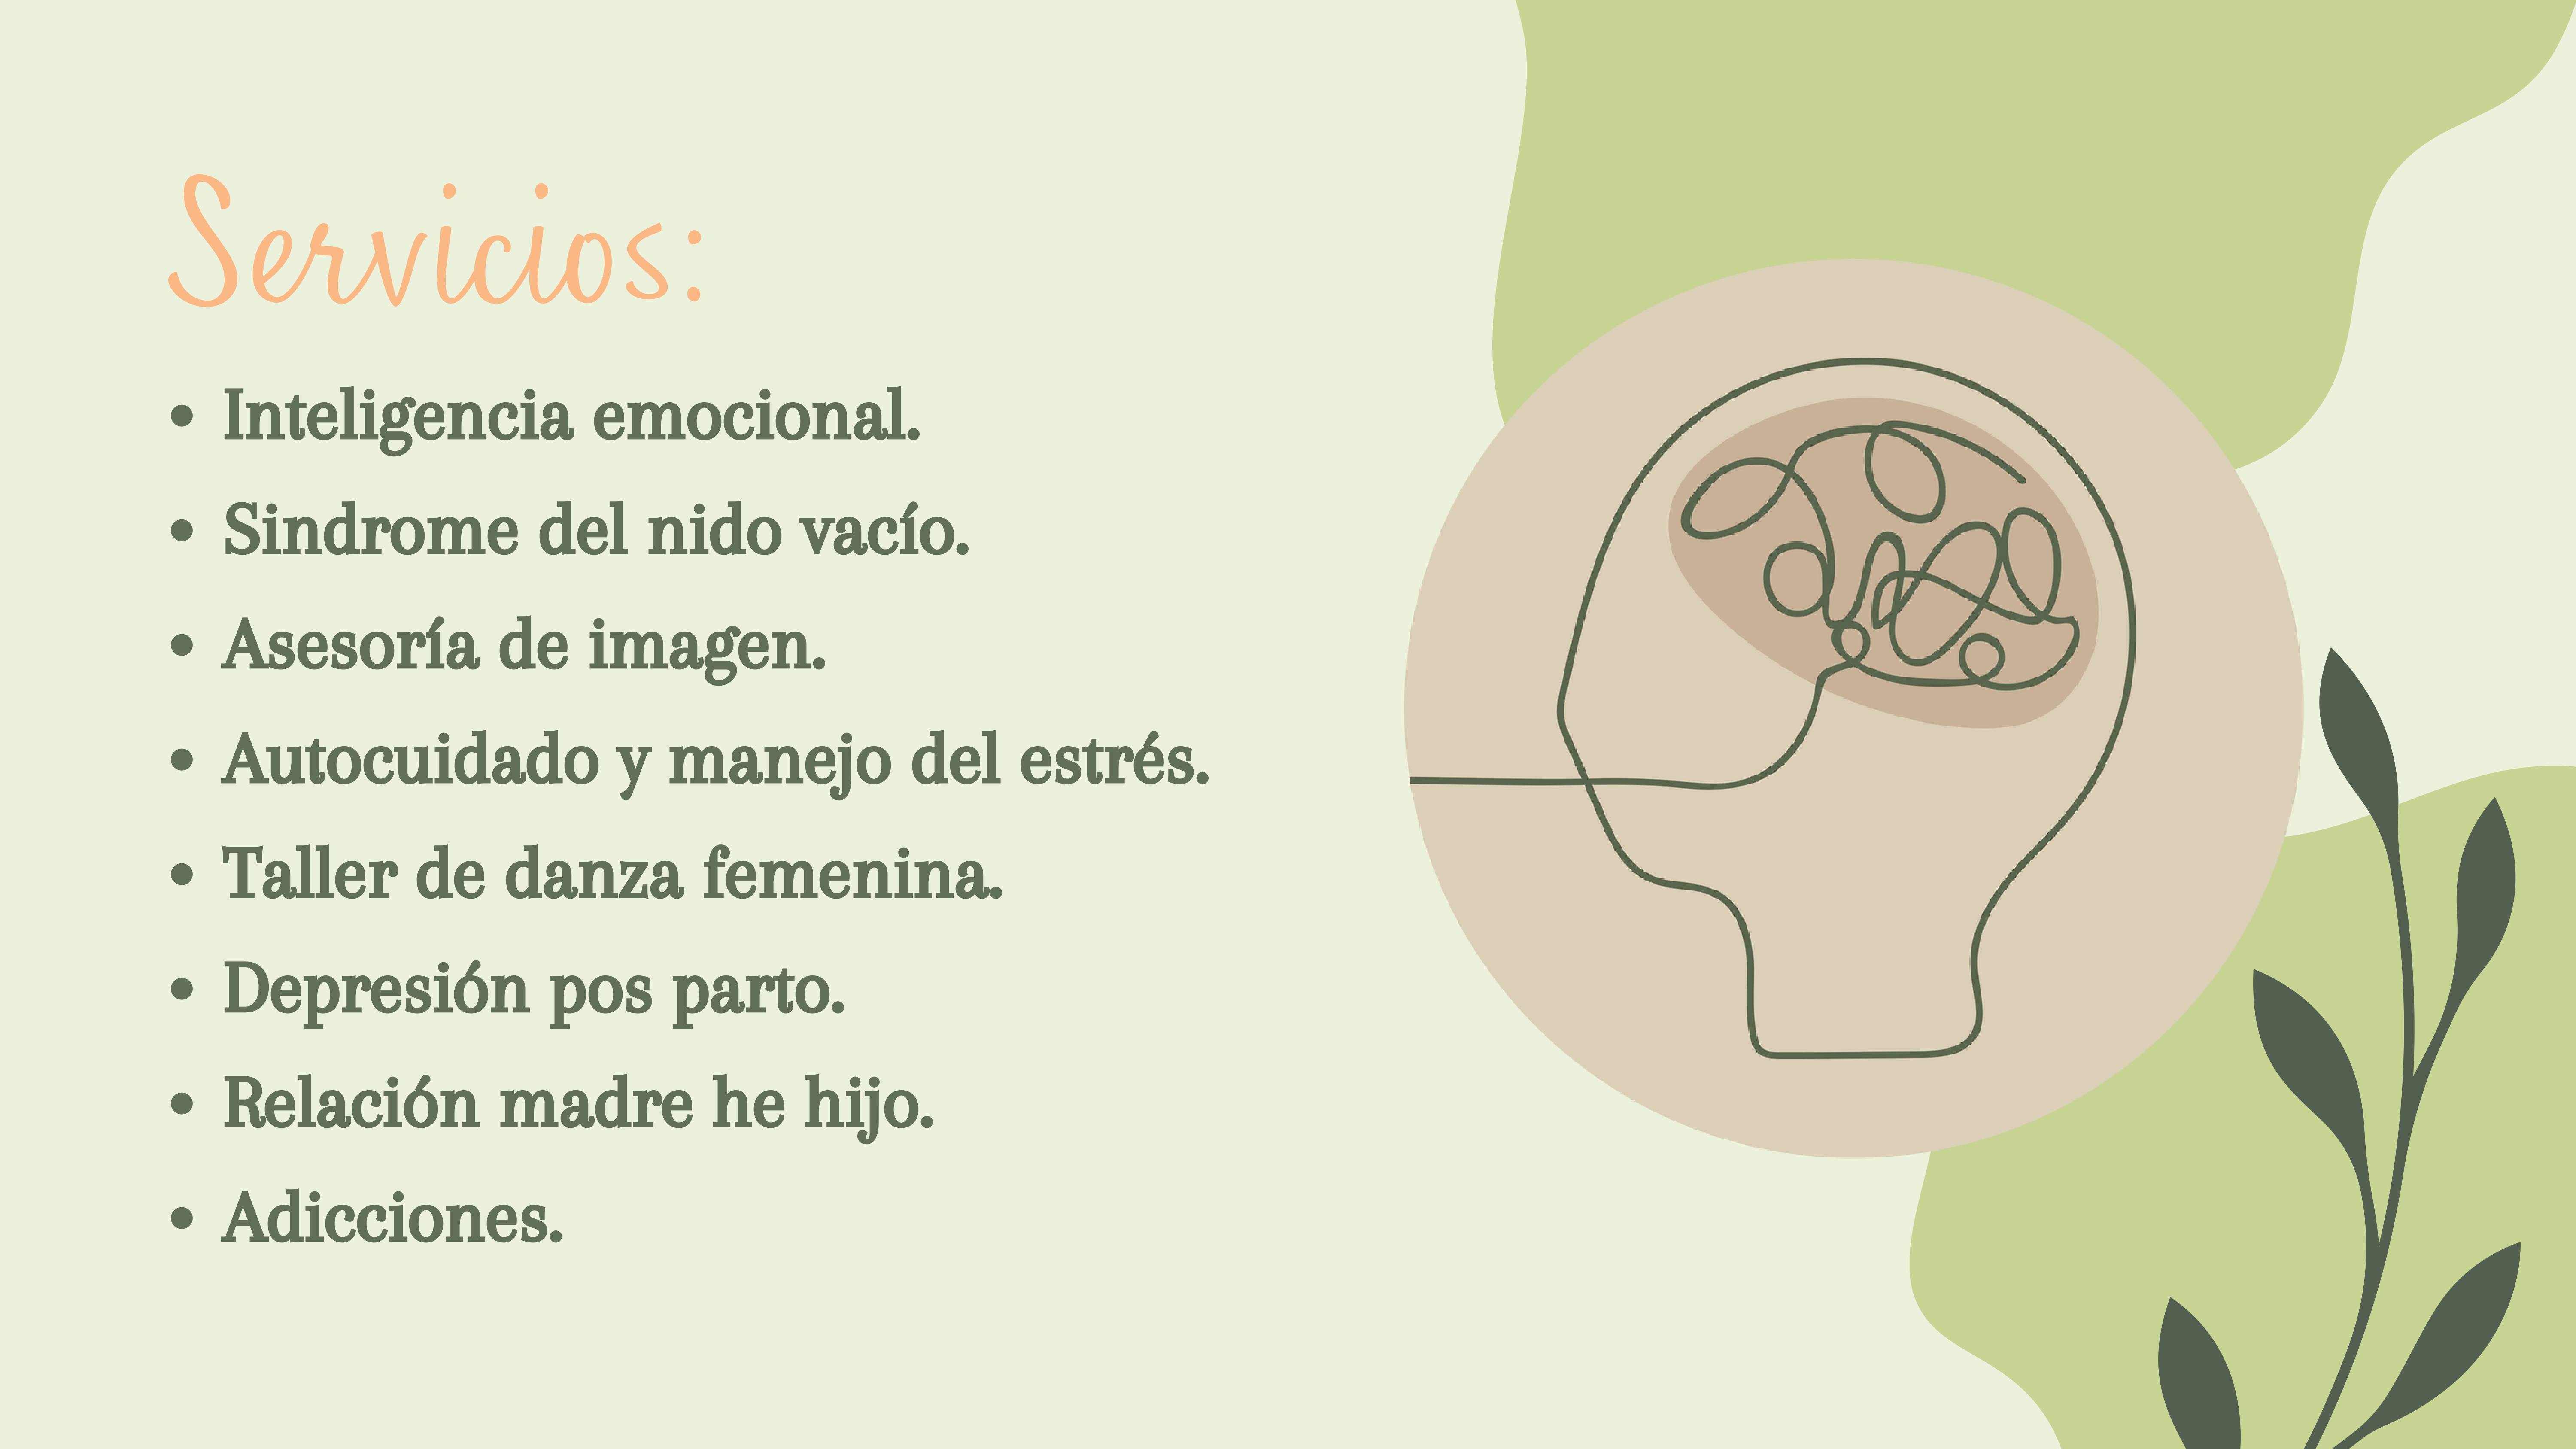 Servicios:
• Inteligencia emocional.
• Sindrome del nido vacío.
• Asesoría de imagen.
• Autocuidado y manejo del estrés.
• Taller de danza femenina.
• Depresión pos parto.
• Relación madre he hijo.
• Adicciones.